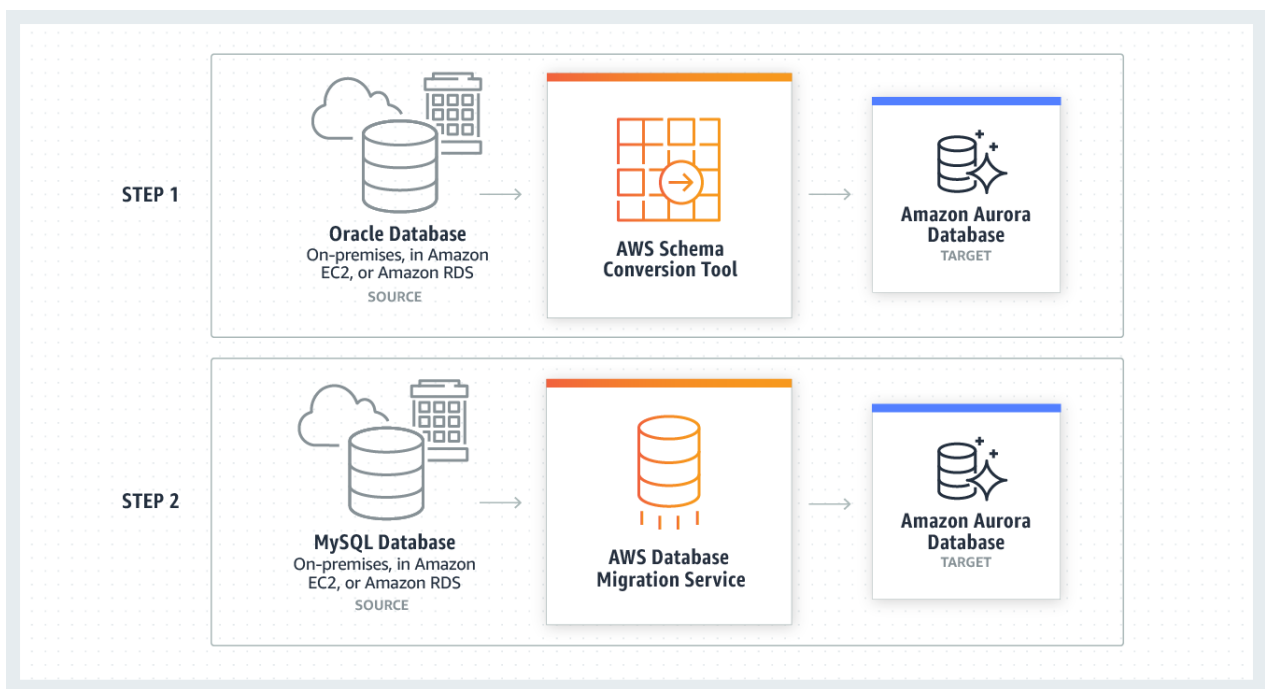 STEP 1
Oracle Database
On-premises, in Amazon
EC2, or Amazon RDS
SOURCE
AWS Schema
Conversion Tool
Amazon Aurora
Database
TARGET
STEP 2
MySQL Database
On-premises, in Amazon
EC2, or Amazon RDS
SOURCE
AWS Database
Migration Service
Amazon Aurora
Database
TARGET